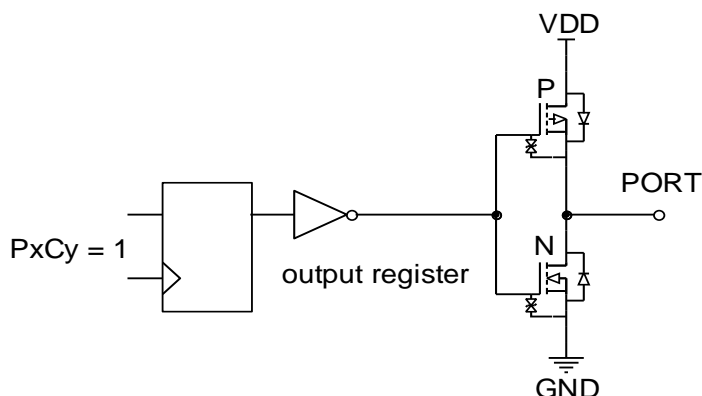 VDD
P
PORT
PxCy = 1
N
output register
GND